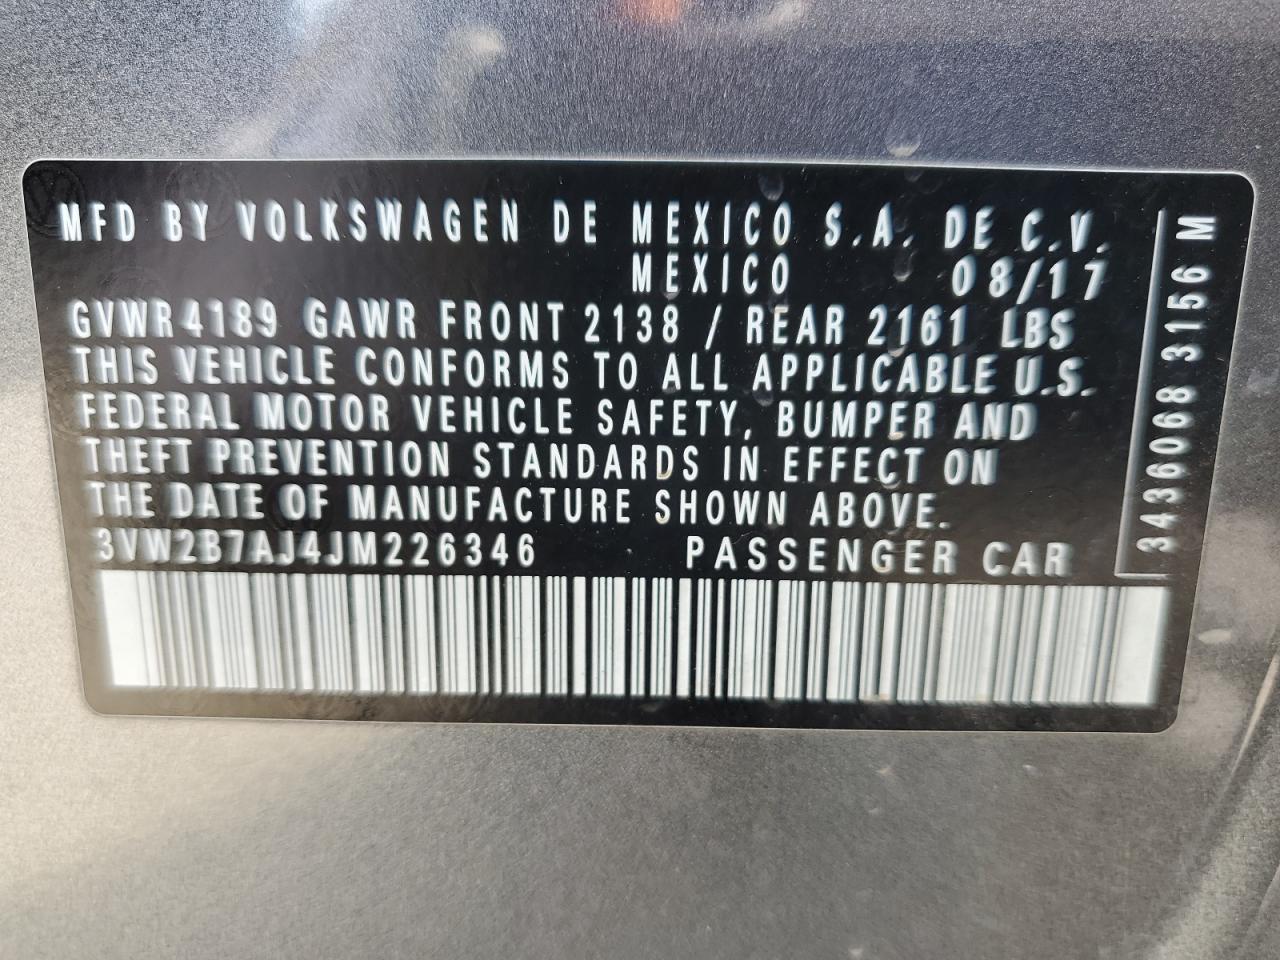 MFD BY VOLKSWAGEN DE MEXICO S.A. DE C.V.
MEXICO 08/17
GVWR4189 GAWR FRONT 2138 / REAR 2161 LBS
THIS VEHICLE CONFORMS TO ALL APPLICABLE U.S.
FEDERAL MOTOR VEHICLE SAFETY, BUMPER AND
THEFT PREVENTION STANDARDS IN EFFECT ON
THE DATE OF MANUFACTURE SHOWN ABOVE.
3VW2B7AJ4JM226346 PASSENGER CAR
3436068 3156 M